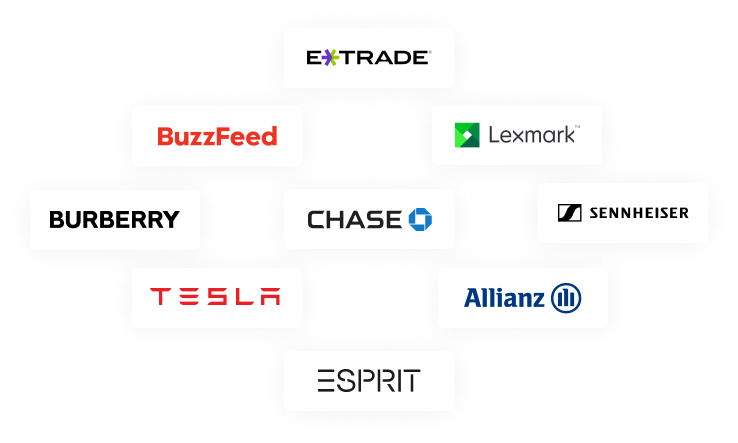 E*TRADE®
BuzzFeed
Lexmark™
BURBERRY
CHASE
SENNHEISER
TESLA
Allianz
ESPRIT